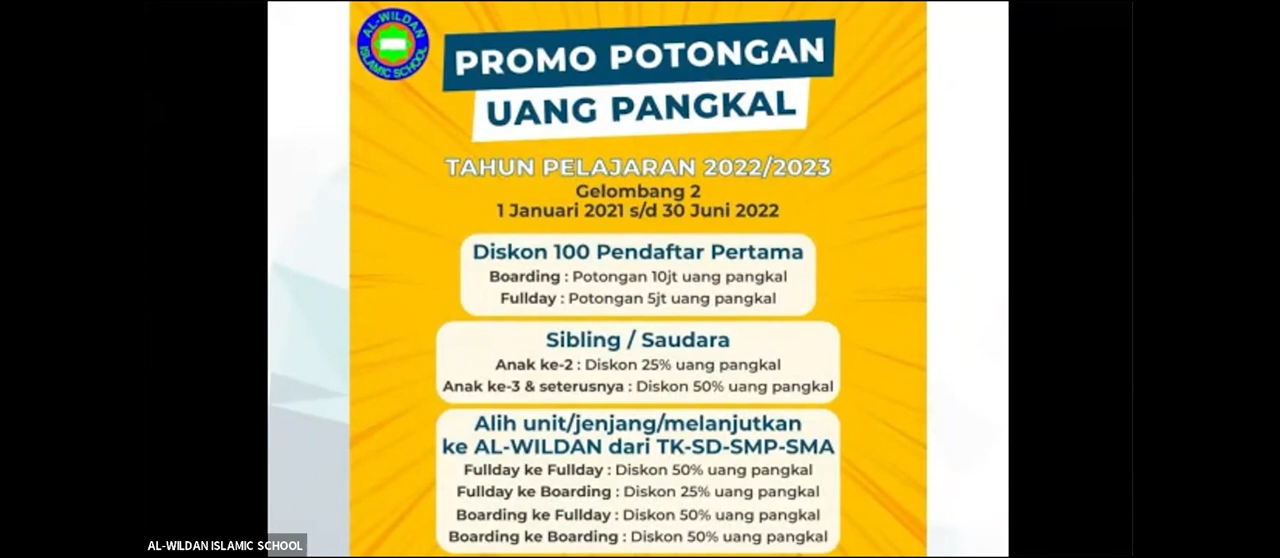 AL-WILDAN
ISLAMIC SCHOOL
PROMO POTONGAN
UANG PANGKAL
TAHUN PELAJARAN 2022/2023
Gelombang 2
1 Januari 2021 s/d 30 Juni 2022
Diskon 100 Pendaftar Pertama
Boarding : Potongan 10jt uang pangkal
Fullday : Potongan 5jt uang pangkal
Sibling / Saudara
Anak ke-2 : Diskon 25% uang pangkal
Anak ke-3 & seterusnya : Diskon 50% uang pangkal
Alih unit/jenjang/melanjutkan
ke AL-WILDAN dari TK-SD-SMP-SMA
Fullday ke Fullday : Diskon 50% uang pangkal
Fullday ke Boarding : Diskon 25% uang pangkal
Boarding ke Fullday : Diskon 50% uang pangkal
Boarding ke Boarding : Diskon 50% uang pangkal
AL-WILDAN ISLAMIC SCHOOL